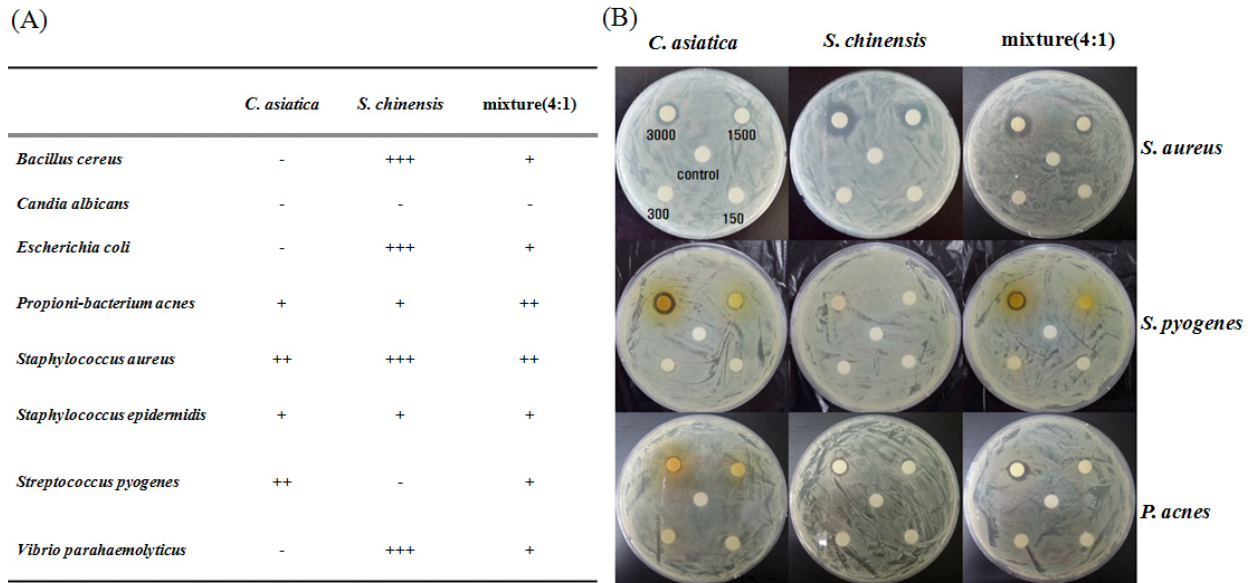 (A)
C. asiatica S. chinensis mixture(4:1)
Bacillus cereus - +++ +
Candia albicans - - -
Escherichia coli - +++ +
Propioni-bacterium acnes + + ++
Staphylococcus aureus ++ +++ ++
Staphylococcus epidermidis + + +
Streptococcus pyogenes ++ - +
Vibrio parahaemolyticus - +++ +
(B)
C. asiatica S. chinensis mixture(4:1)
3000 1500
control
300 150
S. aureus
S. pyogenes
P. acnes